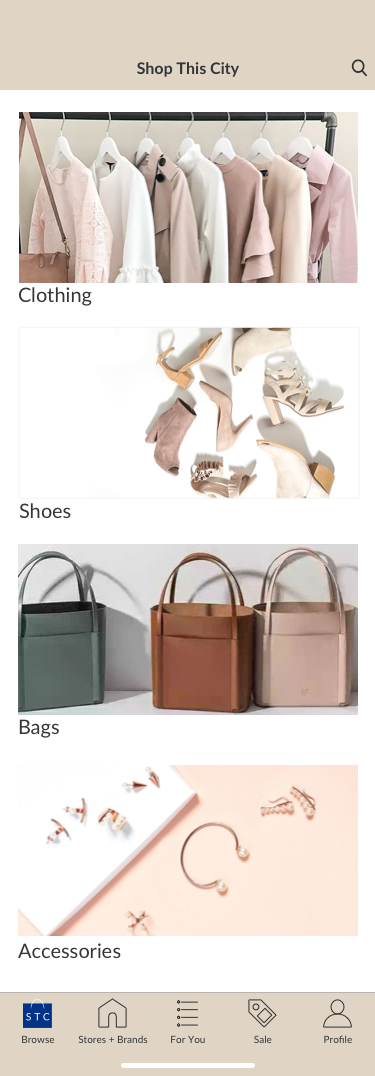 Shop This City
Clothing
Shoes
Bags
Accessories
STC
Browse
Stores + Brands
For You
Sale
Profile